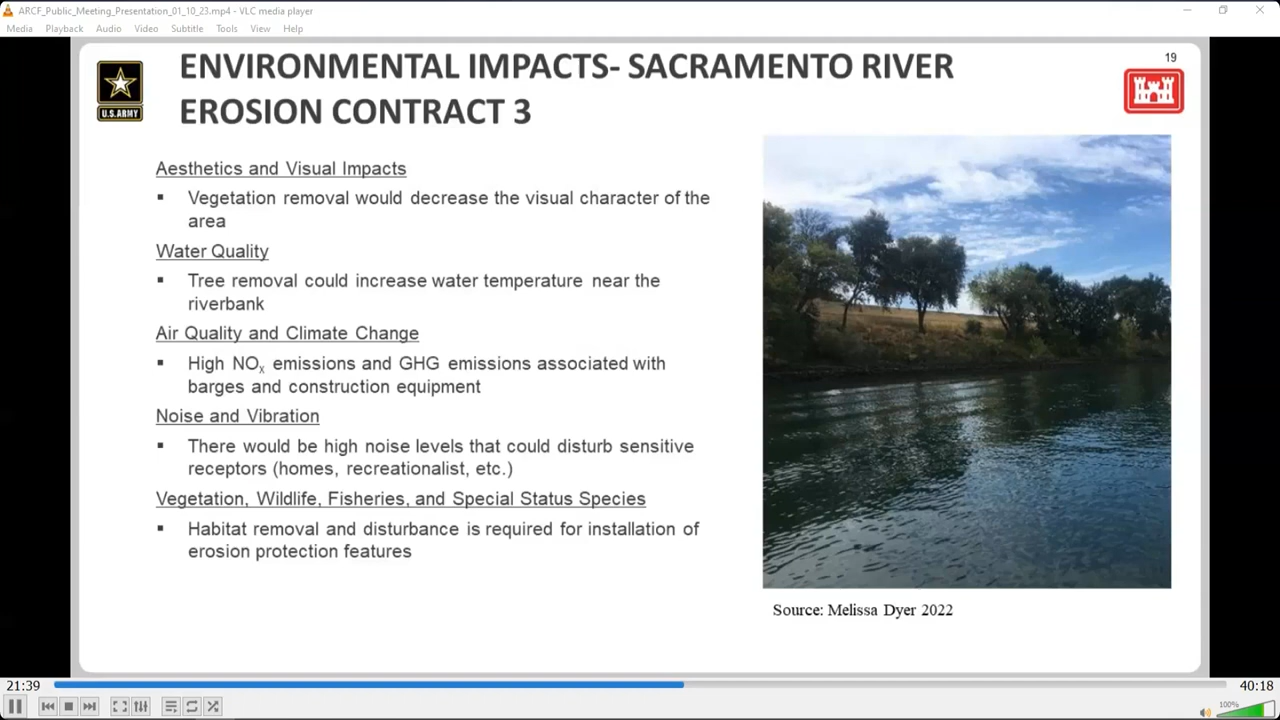 ARCF_Public_Meeting_Presentation_01_10_23.mp4 - VLC media player
Media Playback Audio Video Subtitle Tools View Help
19
U.S.ARMY
ENVIRONMENTAL IMPACTS- SACRAMENTO RIVER
EROSION CONTRACT 3
Aesthetics and Visual Impacts
▪ Vegetation removal would decrease the visual character of the
area
Water Quality
▪ Tree removal could increase water temperature near the
riverbank
Air Quality and Climate Change
▪ High NOx emissions and GHG emissions associated with
barges and construction equipment
Noise and Vibration
▪ There would be high noise levels that could disturb sensitive
receptors (homes, recreationalist, etc.)
Vegetation, Wildlife, Fisheries, and Special Status Species
▪ Habitat removal and disturbance is required for installation of
erosion protection features
Source: Melissa Dyer 2022
21:39
40:18
100%